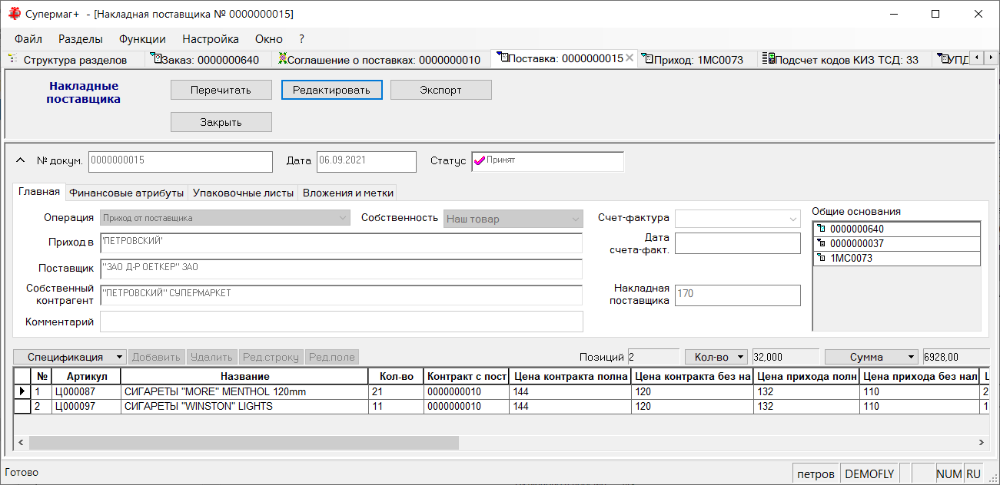 Супермаг+ - [Накладная поставщика № 0000000015]
Файл Разделы Функции Настройка Окно ?
Структура разделов Заказ: 0000000640 Соглашение о поставках: 0000000010 Поставка: 0000000015 Приход: 1МС0073 Подсчет кодов КИЗ ТСД: 33 УПД
Накладные поставщика
Перечитать Редактировать Экспорт
Закрыть
№ докум. 0000000015 Дата 06.09.2021 Статус Принят
Главная Финансовые атрибуты Упаковочные листы Вложения и метки
Операция Приход от поставщика Собственность Наш товар Счет-фактура
Общие основания
0000000640
0000000037
1МС0073
Приход в 'ПЕТРОВСКИЙ' Дата счета-факт.
Поставщик "ЗАО Д-Р ОЕТКЕР" ЗАО
Собственный контрагент "ПЕТРОВСКИЙ" СУПЕРМАРКЕТ Накладная поставщика 170
Комментарий
Спецификация Добавить Удалить Ред.строку Ред.поле Позиций 2 Кол-во 32,000 Сумма 6928,00
№ Артикул Название Кол-во Контракт с пост Цена контракта полна Цена контракта без на Цена прихода полн Цена прихода без нал Ц
1 Ц000087 СИГАРЕТЫ "MORE" MENTHOL 120mm 21 0000000010 144 120 132 110 2
2 Ц000097 СИГАРЕТЫ "WINSTON" LIGHTS 11 0000000010 144 120 132 110 1
Готово петров DEMOFLY NUM RU